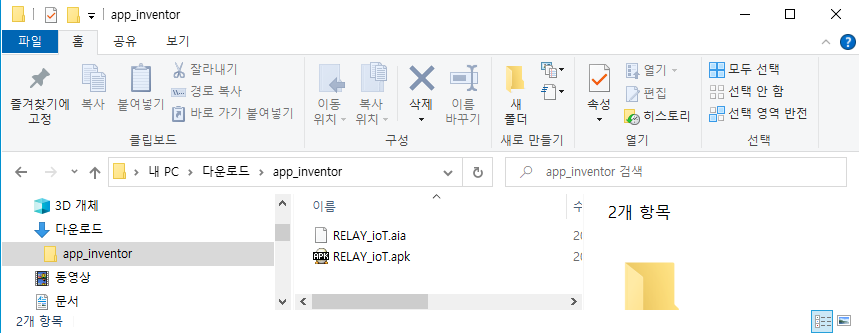 app_inventor
파일 홈 공유 보기
즐겨찾기에 고정
복사
붙여넣기
잘라내기
경로 복사
바로 가기 붙여넣기
클립보드
이동 위치
복사 위치
삭제
이름 바꾸기
구성
새 폴더
새로 만들기
속성
열기
편집
히스토리
열기
모두 선택
선택 안 함
선택 영역 반전
선택
내 PC > 다운로드 > app_inventor
app_inventor 검색
3D 개체
다운로드
app_inventor
동영상
문서
이름 수
RELAY_ioT.aia 20
APK RELAY_ioT.apk 20
2개 항목
2개 항목